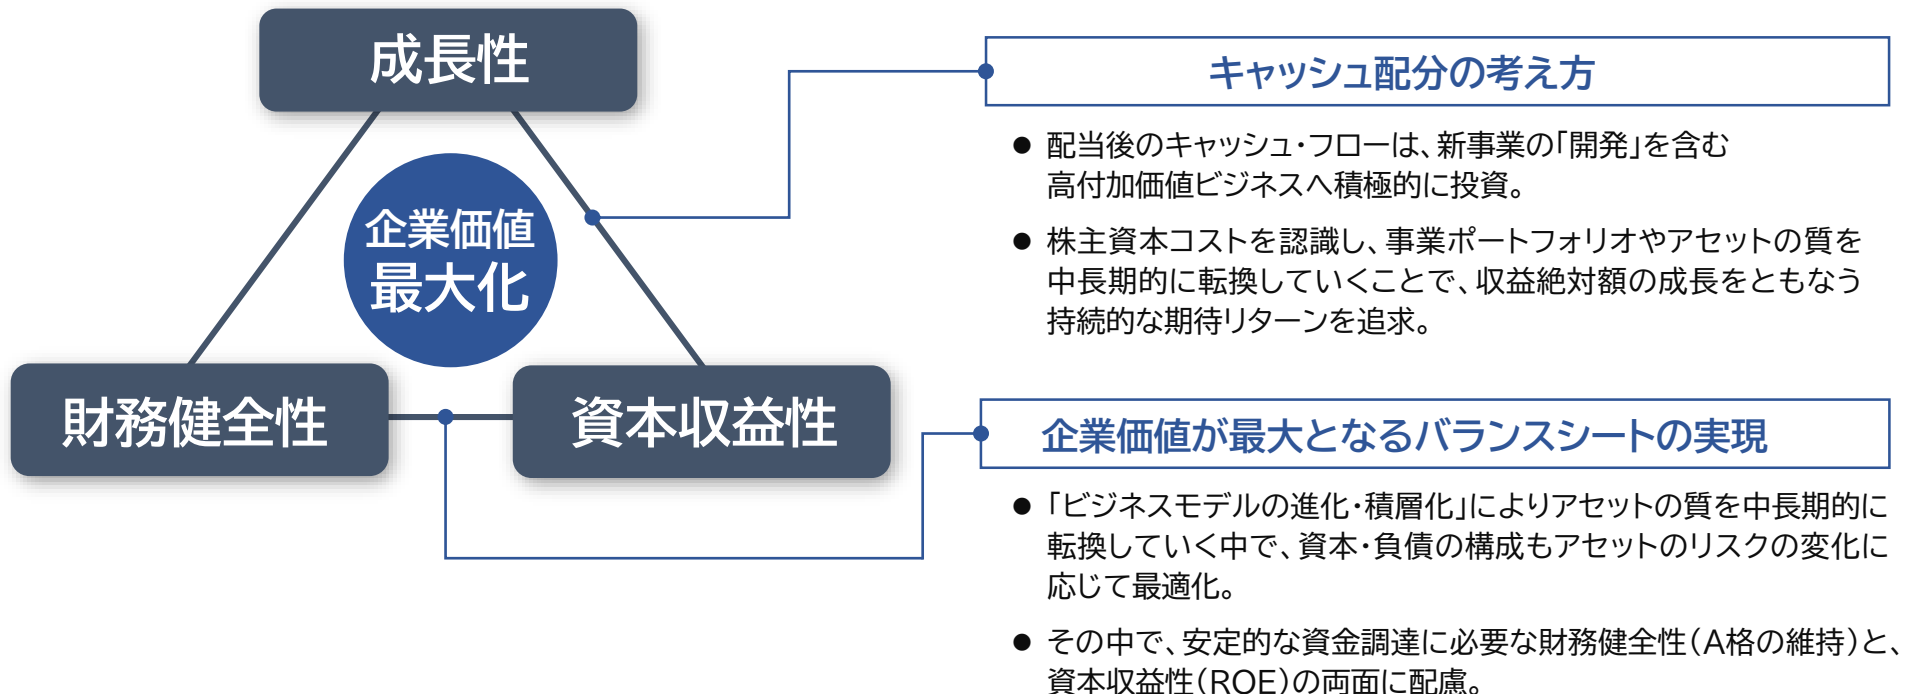 成長性
企業価値
最大化
財務健全性
資本収益性
キャッシュ配分の考え方
● 配当後のキャッシュ・フローは、新事業の「開発」を含む
高付加価値ビジネスへ積極的に投資。
● 株主資本コストを認識し、事業ポートフォリオやアセットの質を
中長期的に転換していくことで、収益絶対額の成長をともなう
持続的な期待リターンを追求。
企業価値が最大となるバランスシートの実現
● 「ビジネスモデルの進化・積層化」によりアセットの質を中長期的に
転換していく中で、資本・負債の構成もアセットのリスクの変化に
応じて最適化。
● その中で、安定的な資金調達に必要な財務健全性（A格の維持）と、
資本収益性（ROE）の両面に配慮。